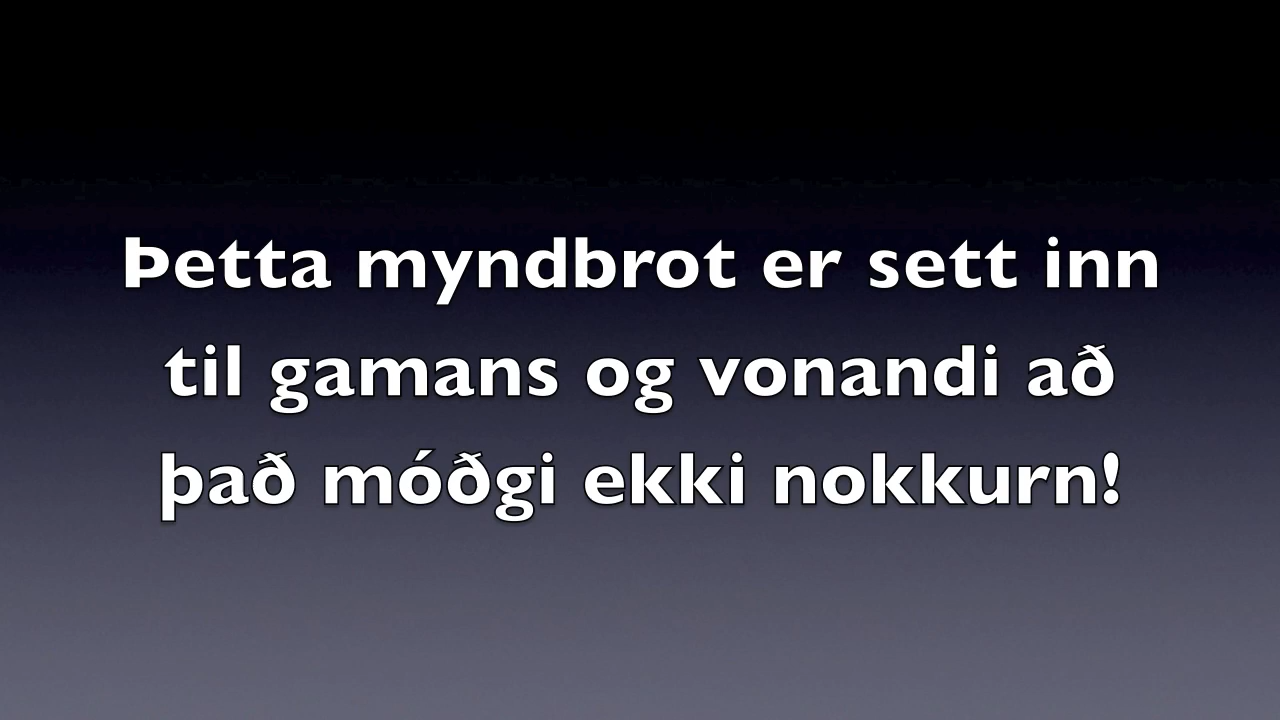 Þetta myndbrot er sett inn
til gamans og vonandi að
það móðgi ekki nokkurn!